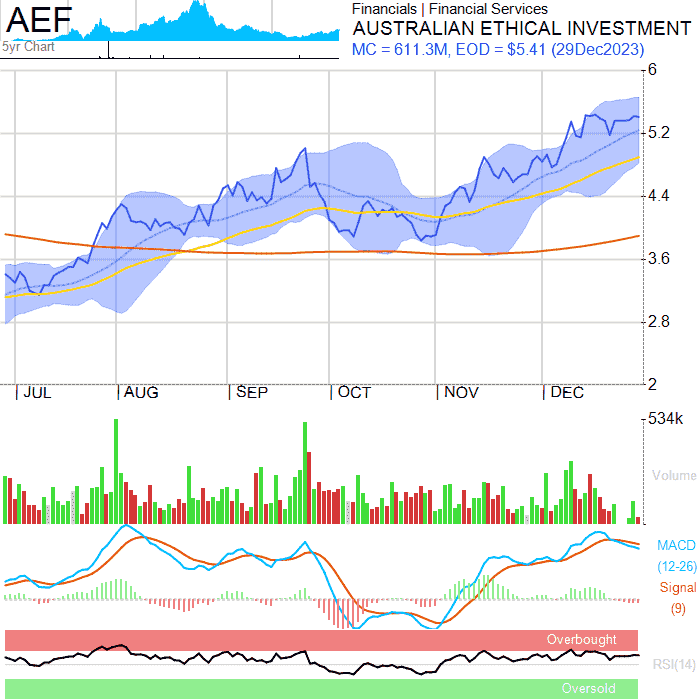 AEF
5yr Chart
Financials | Financial Services
AUSTRALIAN ETHICAL INVESTMENT
MC = 611.3M, EOD = $5.41 (29Dec2023)
6
5.2
4.4
3.6
2.8
2
JUL AUG SEP OCT NOV DEC
534k
Volume
MACD
(12-26)
Signal
(9)
Overbought
RSI(14)
Oversold